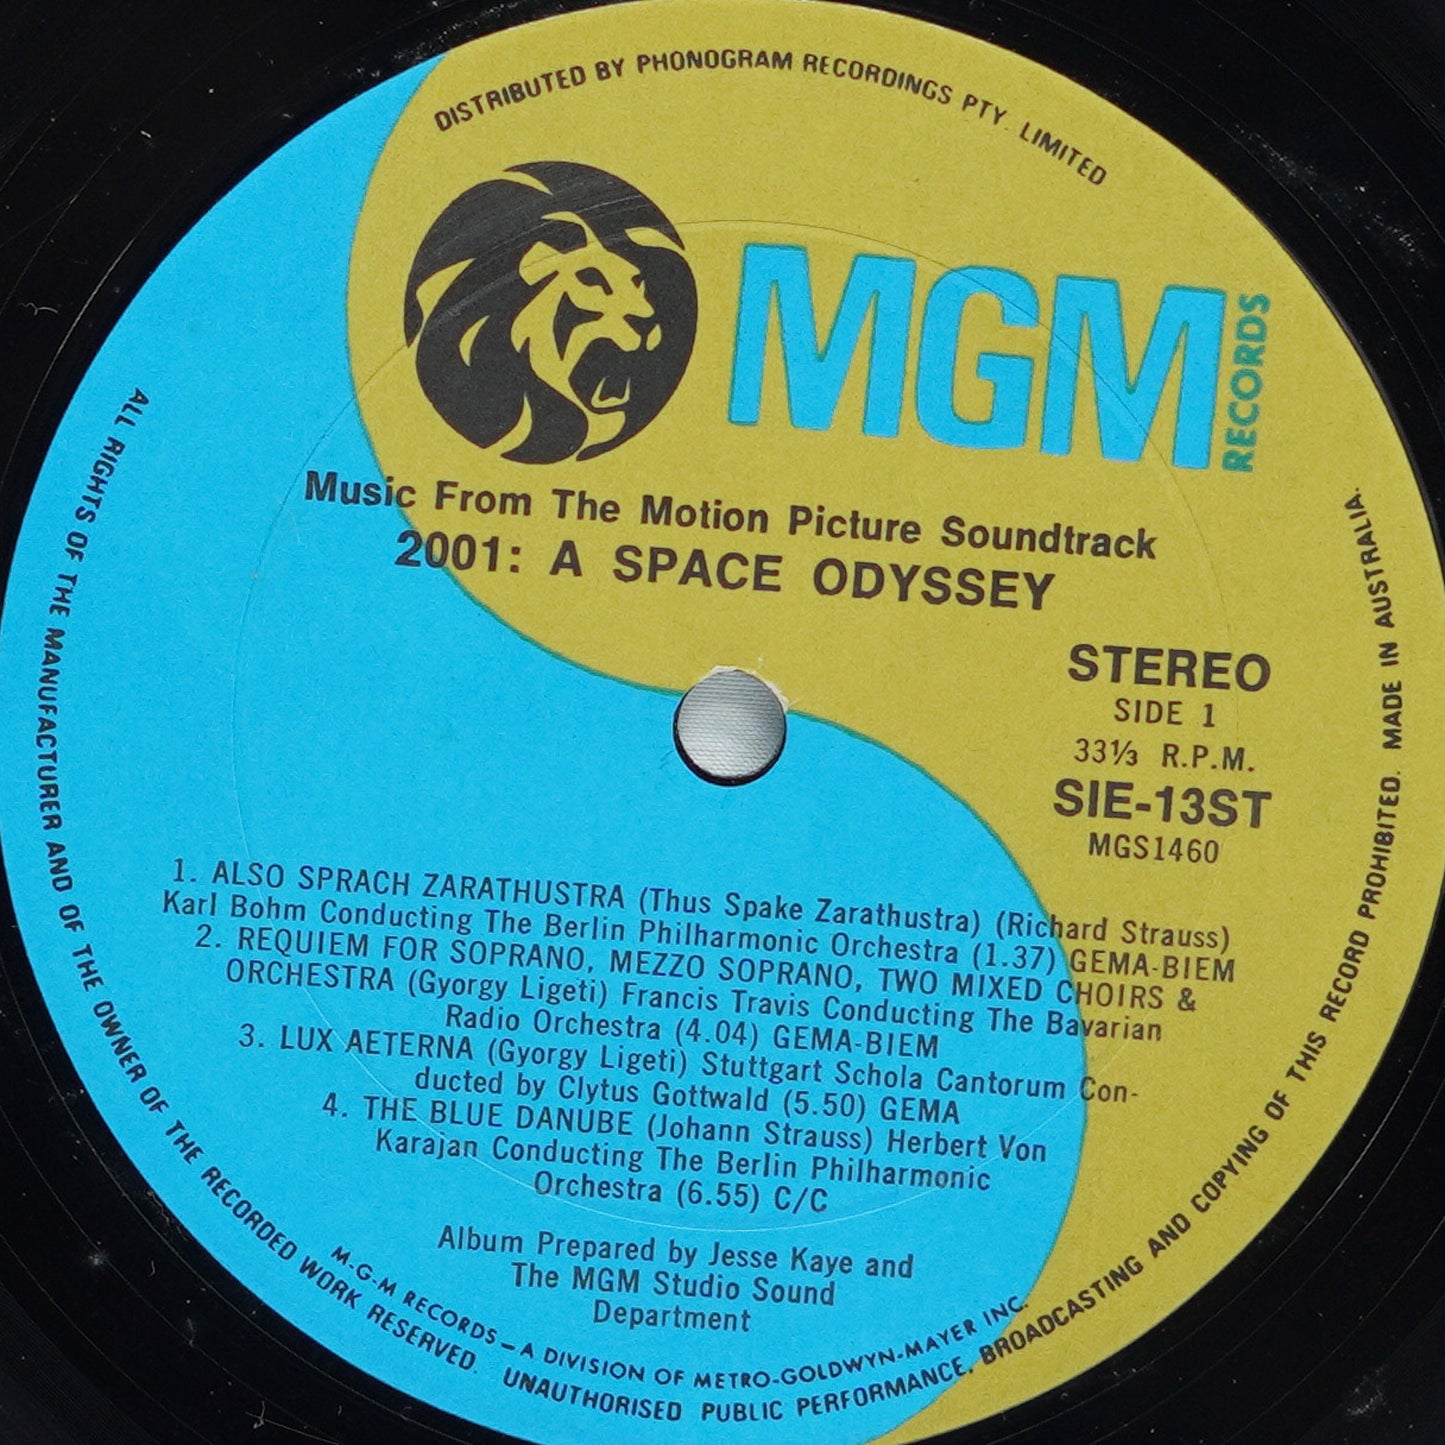 DISTRIBUTED BY PHONOGRAM RECORDINGS PTY. LIMITED
MGM
RECORDS
Music From The Motion Picture Soundtrack
2001: A SPACE ODYSSEY
STEREO
SIDE 1
33⅓ R.P.M.
SIE-13ST
MGS1460
1. ALSO SPRACH ZARATHUSTRA (Thus Spake Zarathustra) (Richard Strauss)
Karl Bohm Conducting The Berlin Philharmonic Orchestra (1.37) GEMA-BIEM
2. REQUIEM FOR SOPRANO, MEZZO SOPRANO, TWO MIXED CHOIRS &
ORCHESTRA (Gyorgy Ligeti) Francis Travis Conducting The Bavarian
Radio Orchestra (4.04) GEMA-BIEM
3. LUX AETERNA (Gyorgy Ligeti) Stuttgart Schola Cantorum Con-
ducted by Clytus Gottwald (5.50) GEMA
4. THE BLUE DANUBE (Johann Strauss) Herbert Von
Karajan Conducting The Berlin Philharmonic
Orchestra (6.55) C/C
Album Prepared by Jesse Kaye and
The MGM Studio Sound
Department
M-G-M RECORDS – A DIVISION OF METRO-GOLDWYN-MAYER INC.
ALL RIGHTS OF THE MANUFACTURER AND OF THE OWNER OF THE RECORDED WORK RESERVED. UNAUTHORISED PUBLIC PERFORMANCE, BROADCASTING AND COPYING OF THIS RECORD PROHIBITED. MADE IN AUSTRALIA.